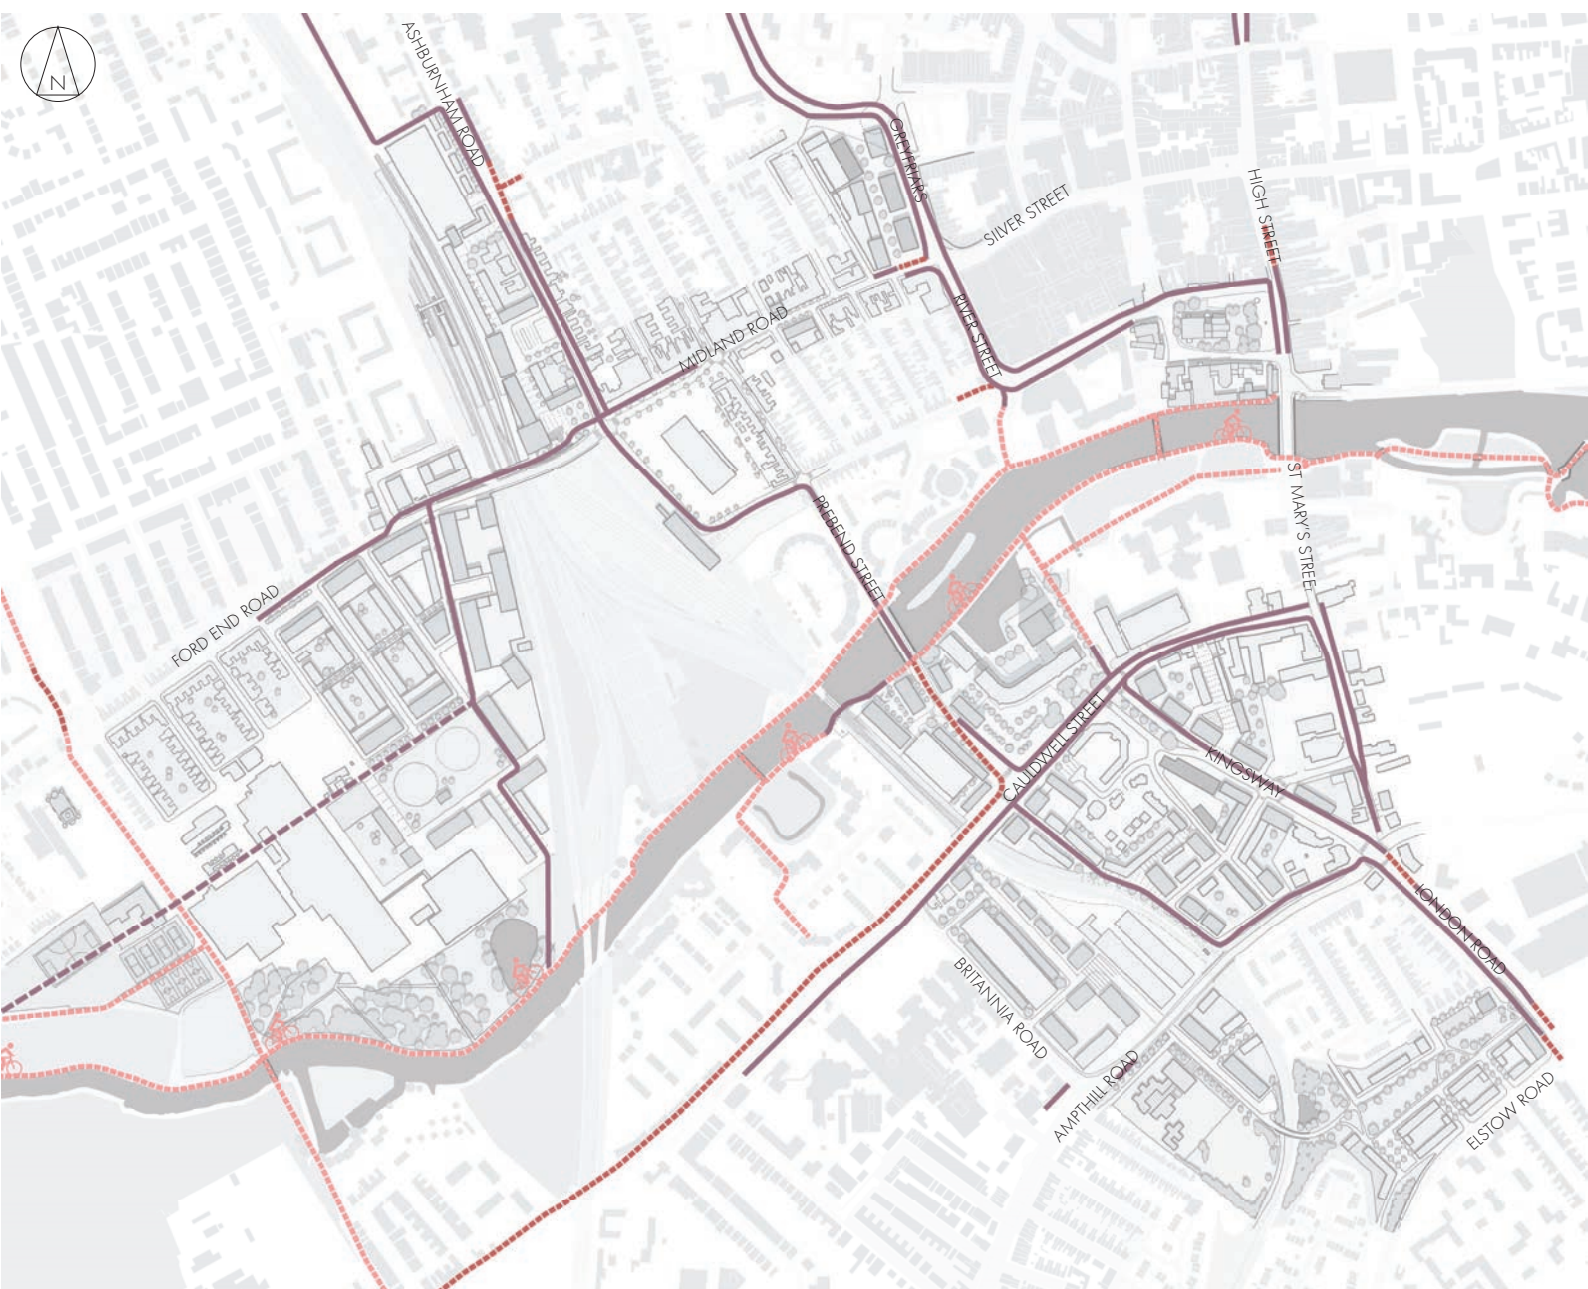 N
ASHBURNHAM ROAD
GREYFRIARS
SILVER STREET
HIGH STREET
RIVER STREET
MIDLAND ROAD
PREBEND STREET
ST MARY'S STREET
FORD END ROAD
CAULDWELL STREET
KINGSWAY
LONDON ROAD
BRITANNIA ROAD
AMPTHILL ROAD
ELSTOW ROAD